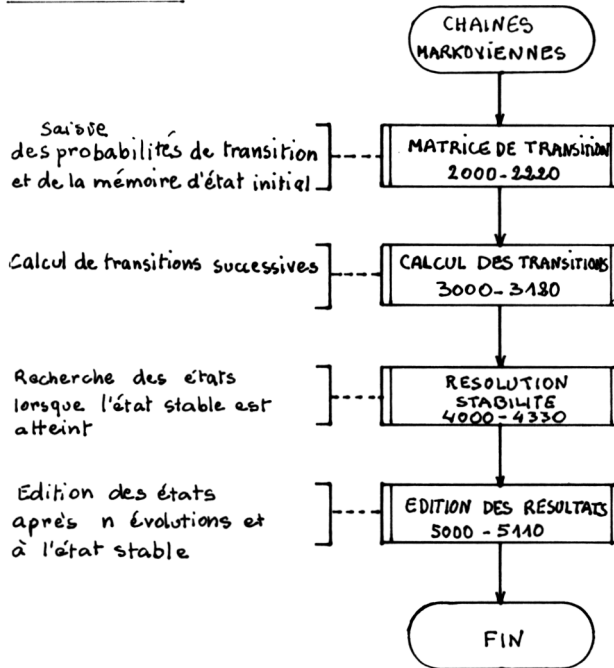 CHAINES
MARKOVIENNES
saisie
des probabilités de transition
et de la mémoire d'état initial
MATRICE DE TRANSITION
2000-2220
Calcul de transitions successives
CALCUL DES TRANSITIONS
3000-3180
Recherche des états
lorsque l'état stable est
atteint
RESOLUTION
STABILITE
4000-4330
Edition des états
après n évolutions et
à l'état stable
EDITION DES RESULTATS
5000-5110
FIN